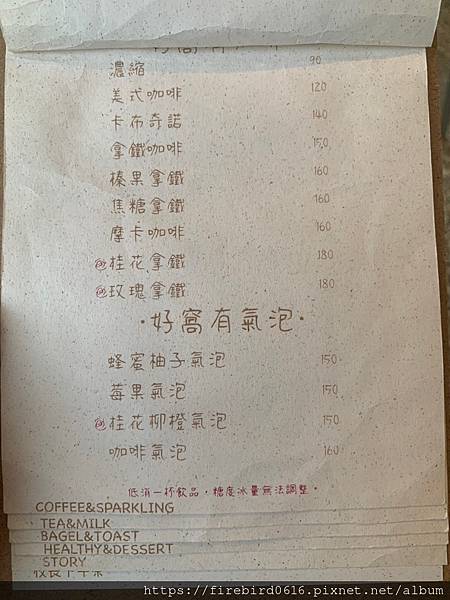 濃縮 90
美式咖啡 120
卡布奇諾 140
拿鐵咖啡 150
榛果拿鐵 160
焦糖拿鐵 160
摩卡咖啡 160
桂花拿鐵 180
玫瑰拿鐵 180
·好窩有氣泡·
蜂蜜柚子氣泡 150
莓果氣泡 150
桂花柳橙氣泡 150
咖啡氣泡 160
低消一杯飲品,糖度冰量無法調整。
COFFEE&SPARKLING
TEA&MILK
BAGEL&TOAST
HEALTHY&DESSERT
STORY
https://firebird0616.pixnet.net/album